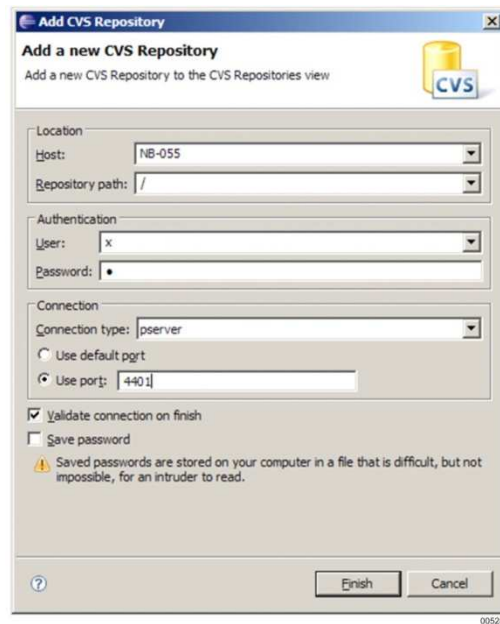 Add CVS Repository
Add a new CVS Repository
Add a new CVS Repository to the CVS Repositories view
CVS
Location
Host: NB-055
Repository path: /
Authentication
User: x
Password: •
Connection
Connection type: pserver
Use default port
Use port: 4401
Validate connection on finish
Save password
Saved passwords are stored on your computer in a file that is difficult, but not
impossible, for an intruder to read.
Finish Cancel
0052